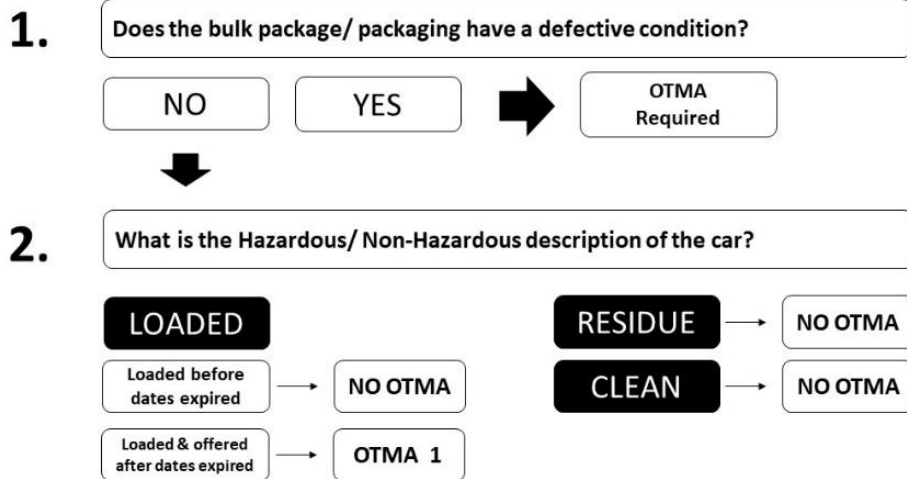 1.
Does the bulk package/ packaging have a defective condition?
NO
YES
OTMA
Required
2.
What is the Hazardous/ Non-Hazardous description of the car?
LOADED
RESIDUE
NO OTMA
Loaded before
dates expired
NO OTMA
CLEAN
NO OTMA
Loaded & offered
after dates expired
OTMA 1